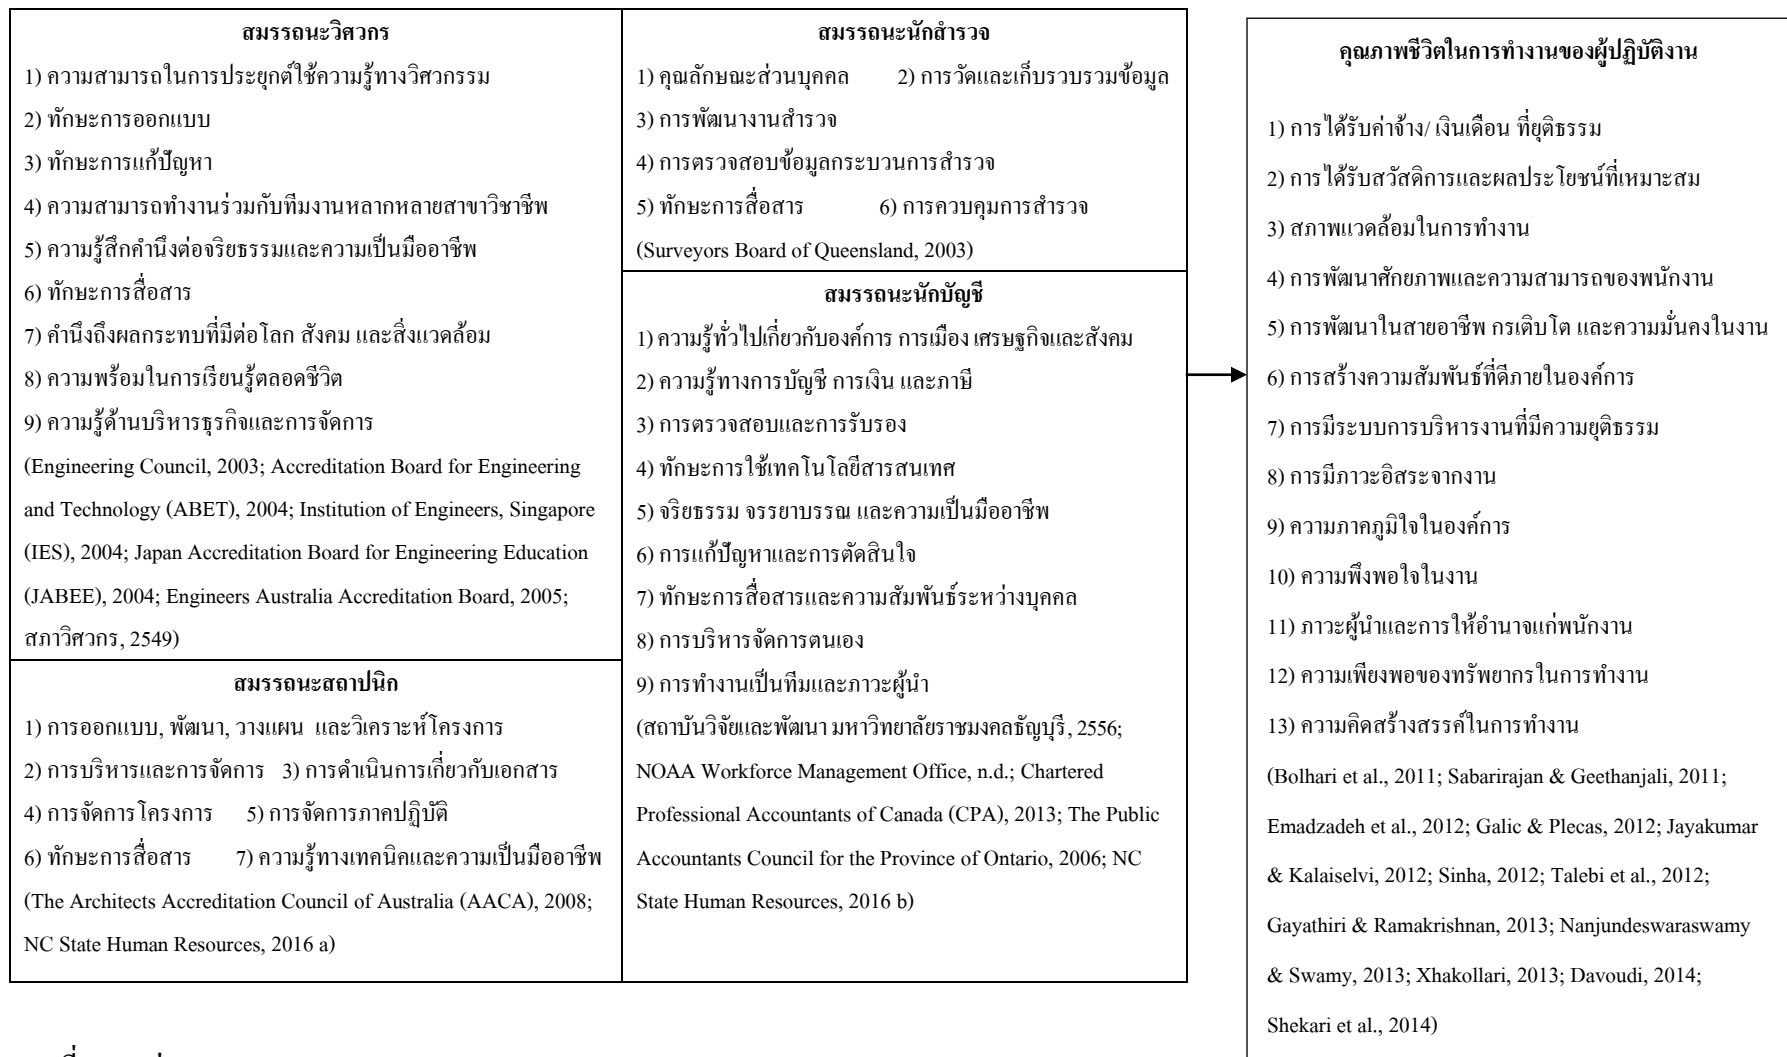 สมรรถนะวิศวกร
1) ความสามารถในการประยุกต์ใช้ความรู้ทางวิศวกรรม
2) ทักษะการออกแบบ
3) ทักษะการแก้ปัญหา
4) ความสามารถทำงานร่วมกับทีมงานหลากหลายสาขาวิชาชีพ
5) ความรู้สึกคำนึงต่อจริยธรรมและความเป็นมืออาชีพ
6) ทักษะการสื่อสาร
7) คำนึงถึงผลกระทบที่มีต่อโลก สังคม และสิ่งแวดล้อม
8) ความพร้อมในการเรียนรู้ตลอดชีวิต
9) ความรู้ด้านบริหารธุรกิจและการจัดการ
(Engineering Council, 2003; Accreditation Board for Engineering
and Technology (ABET), 2004; Institution of Engineers, Singapore
(IES), 2004; Japan Accreditation Board for Engineering Education
(JABEE), 2004; Engineers Australia Accreditation Board, 2005;
สภาวิศวกร, 2549)
สมรรถนะสถาปนิก
1) การออกแบบ, พัฒนา, วางแผน และวิเคราะห์โครงการ
2) การบริหารและการจัดการ 3) การดำเนินการเกี่ยวกับเอกสาร
4) การจัดการโครงการ 5) การจัดการภาคปฏิบัติ
6) ทักษะการสื่อสาร 7) ความรู้ทางเทคนิคและความเป็นมืออาชีพ
(The Architects Accreditation Council of Australia (AACA), 2008;
NC State Human Resources, 2016 a)
สมรรถนะนักสำรวจ
1) คุณลักษณะส่วนบุคคล 2) การวัดและเก็บรวบรวมข้อมูล
3) การพัฒนางานสำรวจ
4) การตรวจสอบข้อมูลกระบวนการสำรวจ
5) ทักษะการสื่อสาร 6) การควบคุมการสำรวจ
(Surveyors Board of Queensland, 2003)
สมรรถนะนักบัญชี
1) ความรู้ทั่วไปเกี่ยวกับองค์การ การเมือง เศรษฐกิจและสังคม
2) ความรู้ทางการบัญชี การเงิน และภาษี
3) การตรวจสอบและการรับรอง
4) ทักษะการใช้เทคโนโลยีสารสนเทศ
5) จริยธรรม จรรยาบรรณ และความเป็นมืออาชีพ
6) การแก้ปัญหาและการตัดสินใจ
7) ทักษะการสื่อสารและความสัมพันธ์ระหว่างบุคคล
8) การบริหารจัดการตนเอง
9) การทำงานเป็นทีมและภาวะผู้นำ
(สถาบันวิจัยและพัฒนา มหาวิทยาลัยราชมงคลธัญบุรี, 2556;
NOAA Workforce Management Office, n.d.; Chartered
Professional Accountants of Canada (CPA), 2013; The Public
Accountants Council for the Province of Ontario, 2006; NC
State Human Resources, 2016 b)
คุณภาพชีวิตในการทำงานของผู้ปฏิบัติงาน
1) การได้รับค่าจ้าง/ เงินเดือน ที่ยุติธรรม
2) การได้รับสวัสดิการและผลประโยชน์ที่เหมาะสม
3) สภาพแวดล้อมในการทำงาน
4) การพัฒนาศักยภาพและความสามารถของพนักงาน
5) การพัฒนาในสายอาชีพ กรเติบโต และความมั่นคงในงาน
6) การสร้างความสัมพันธ์ที่ดีภายในองค์การ
7) การมีระบบการบริหารงานที่มีความยุติธรรม
8) การมีภาวะอิสระจากงาน
9) ความภาคภูมิใจในองค์การ
10) ความพึงพอใจในงาน
11) ภาวะผู้นำและการให้อำนาจแก่พนักงาน
12) ความเพียงพอของทรัพยากรในการทำงาน
13) ความคิดสร้างสรรค์ในการทำงาน
(Bolhari et al., 2011; Sabarirajan & Geethanjali, 2011;
Emadzadeh et al., 2012; Galic & Plecas, 2012; Jayakumar
& Kalaiselvi, 2012; Sinha, 2012; Talebi et al., 2012;
Gayathiri & Ramakrishnan, 2013; Nanjundeswaraswamy
& Swamy, 2013; Xhakollari, 2013; Davoudi, 2014;
Shekari et al., 2014)